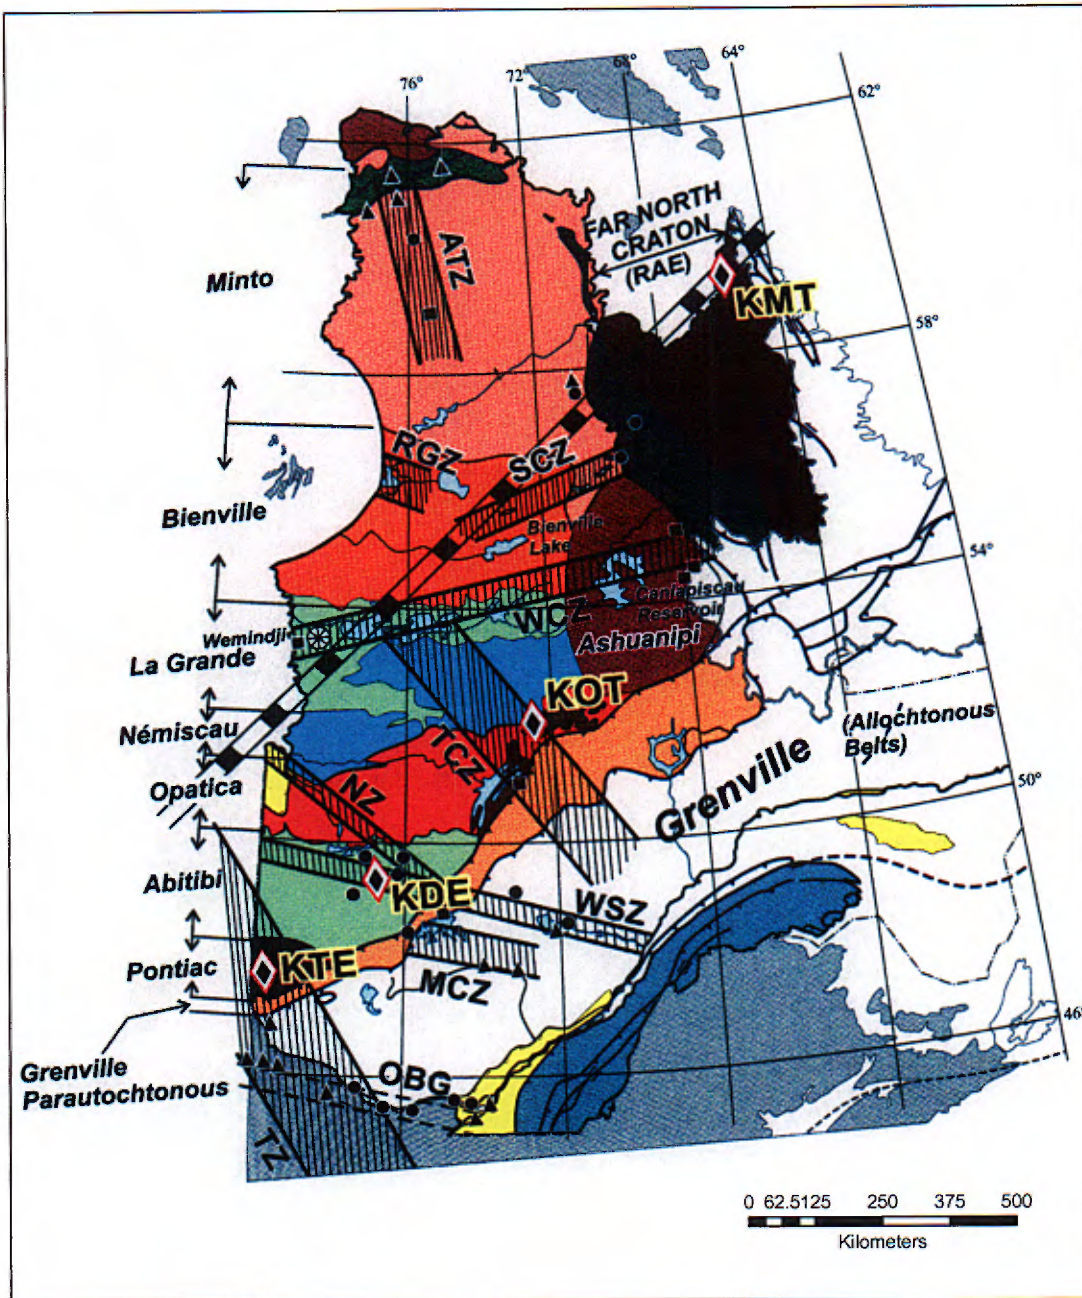 64°
68°
72°
76°
62°
FAR NORTH
CRATON
(RAE)
ATZ
Minto
KMT
58°
RGZ
SCZ
Bienville
Bienville
Lake
54°
Caniapiscau
Reservoir
WCZ
Wemindji
Ashuanipi
La Grande
KOT
Némiscau
(Allochtonous
Belts)
TCZ
Grenville
Opatica
NZ
50°
Abitibi
KDE
WSZ
Pontiac
KTE
MCZ
46°
Grenville
Parautochtonous
OBG
TZ
0 62.5125 250 375 500
Kilometers